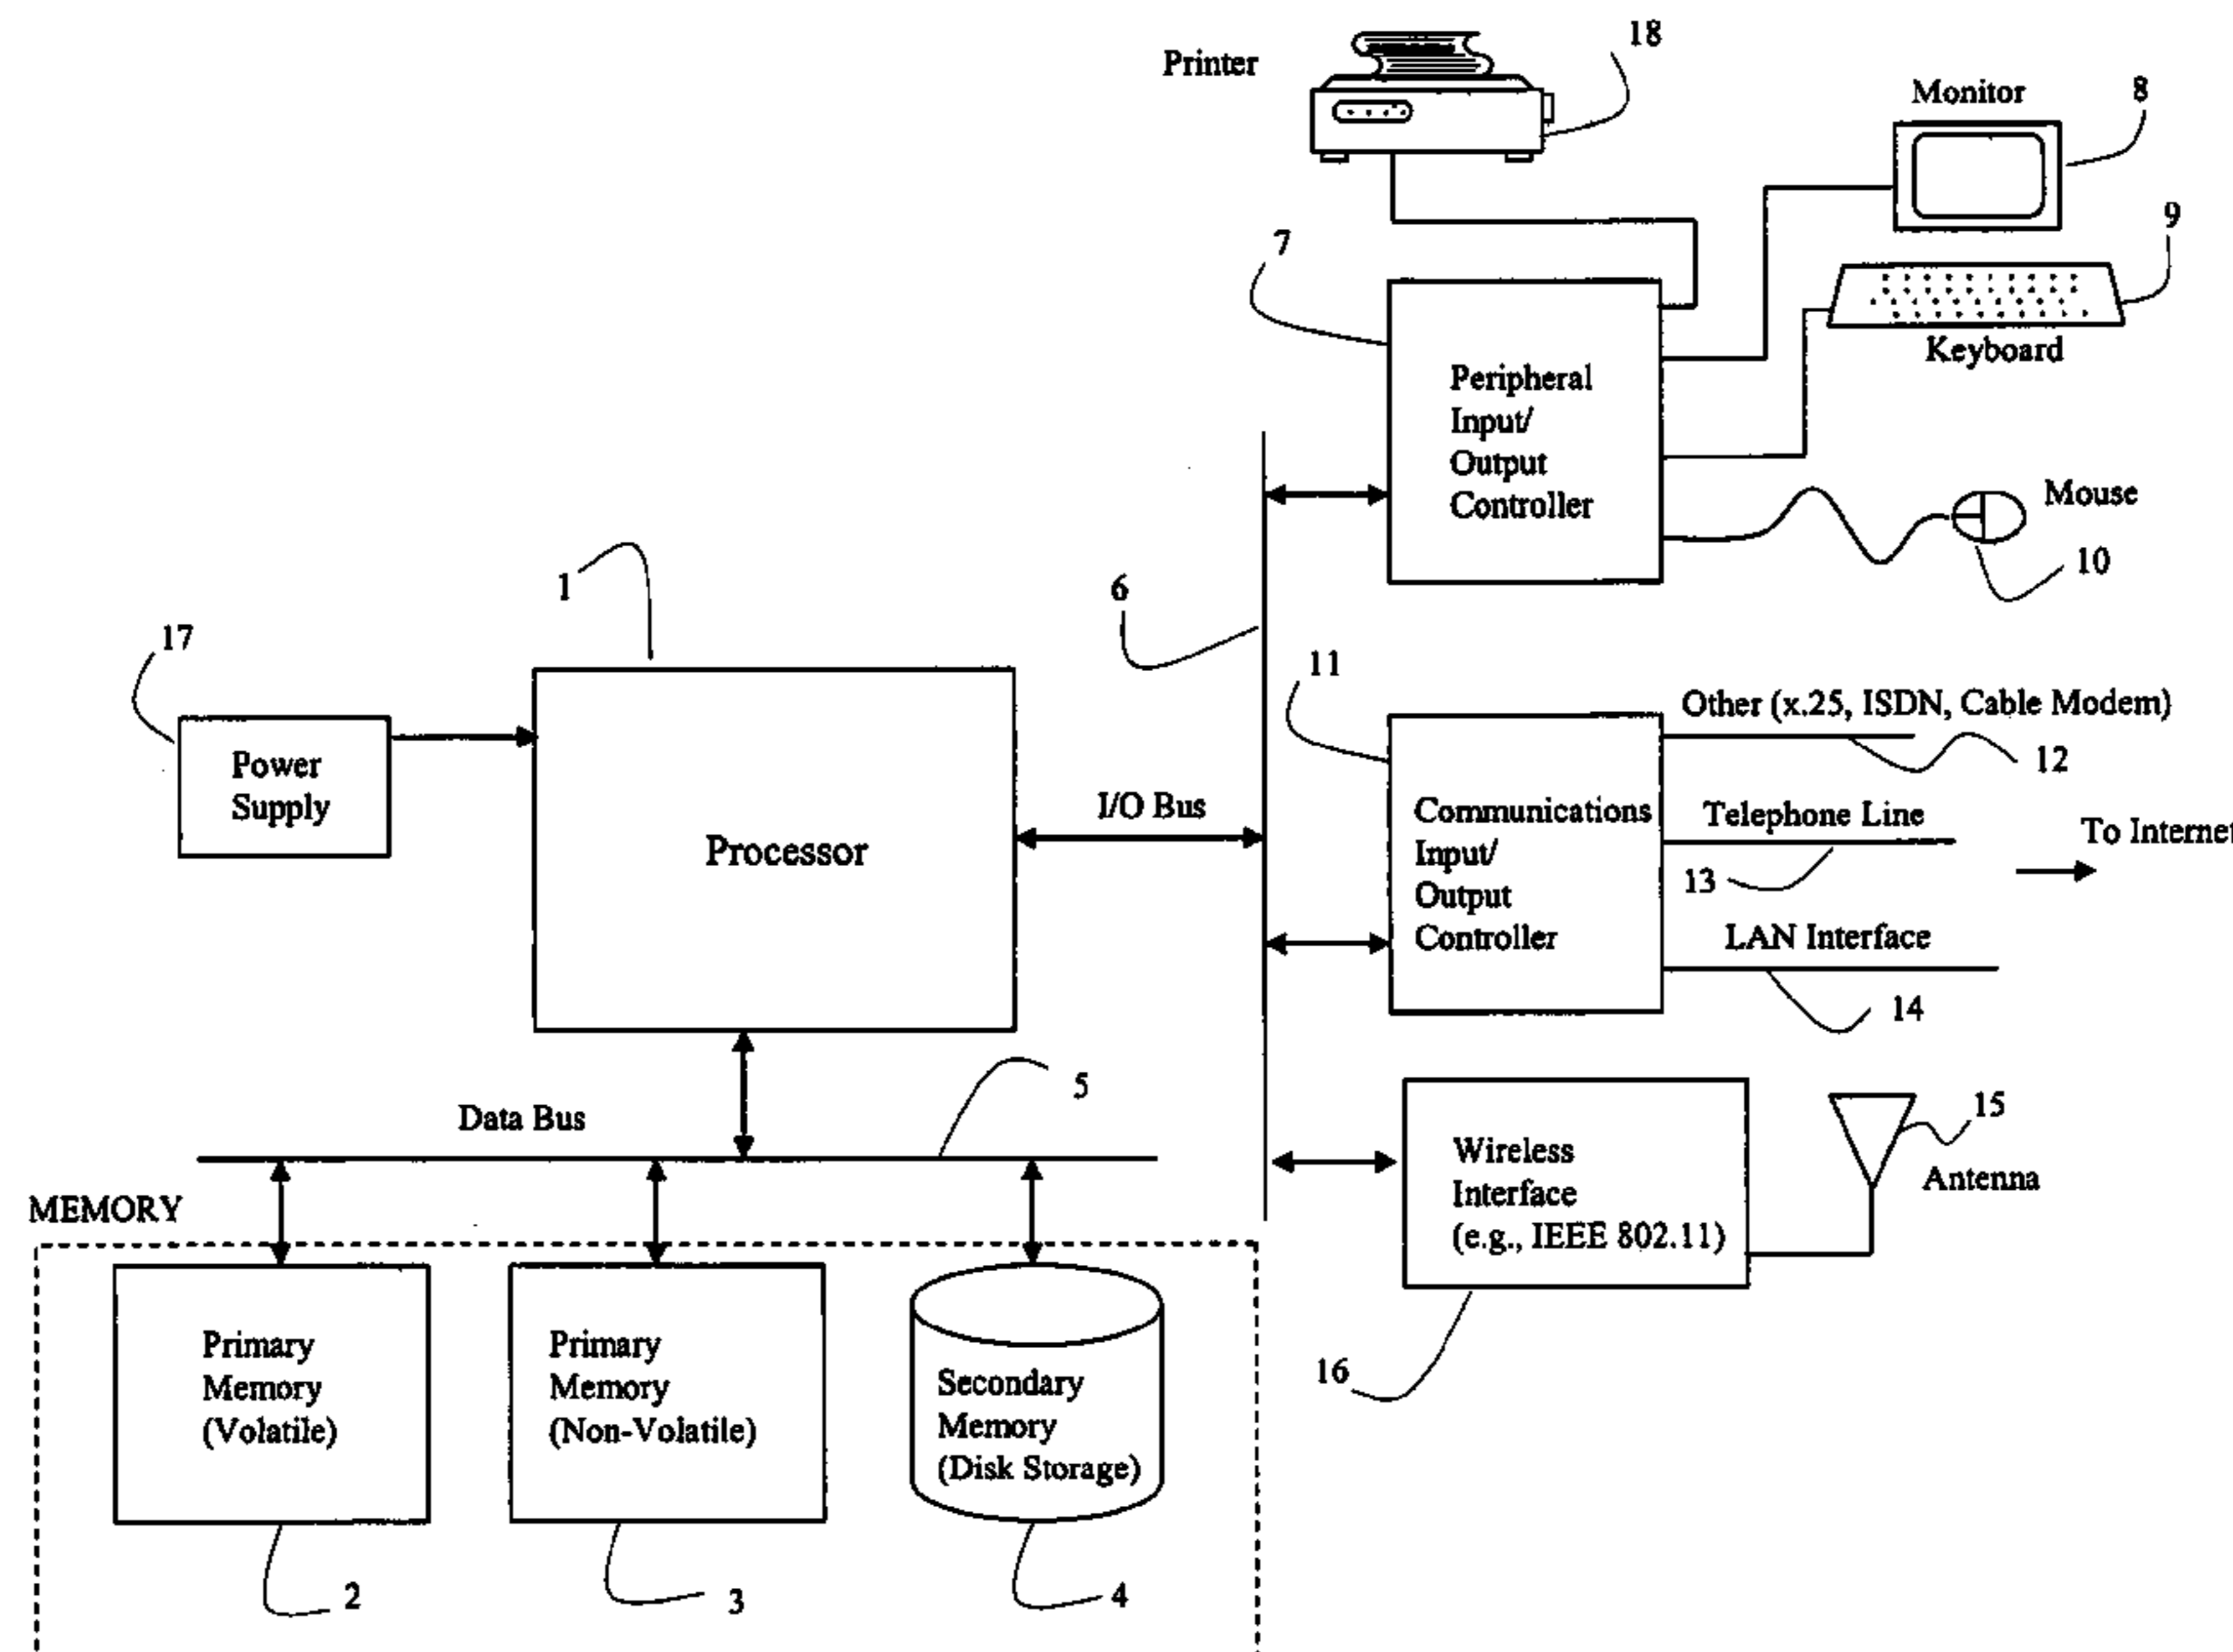 Printer
18
Monitor
8
9
Keyboard
7
Peripheral
Input/
Output
Controller
Mouse
10
1
6
17
Power
Supply
Processor
I/O Bus
11
Other (x.25, ISDN, Cable Modem)
12
Communications
Input/
Output
Controller
Telephone Line
13
To Internet
LAN Interface
14
Data Bus
5
MEMORY
Wireless
Interface
(e.g., IEEE 802.11)
15
Antenna
16
Primary
Memory
(Volatile)
Primary
Memory
(Non-Volatile)
Secondary
Memory
(Disk Storage)
2
3
4